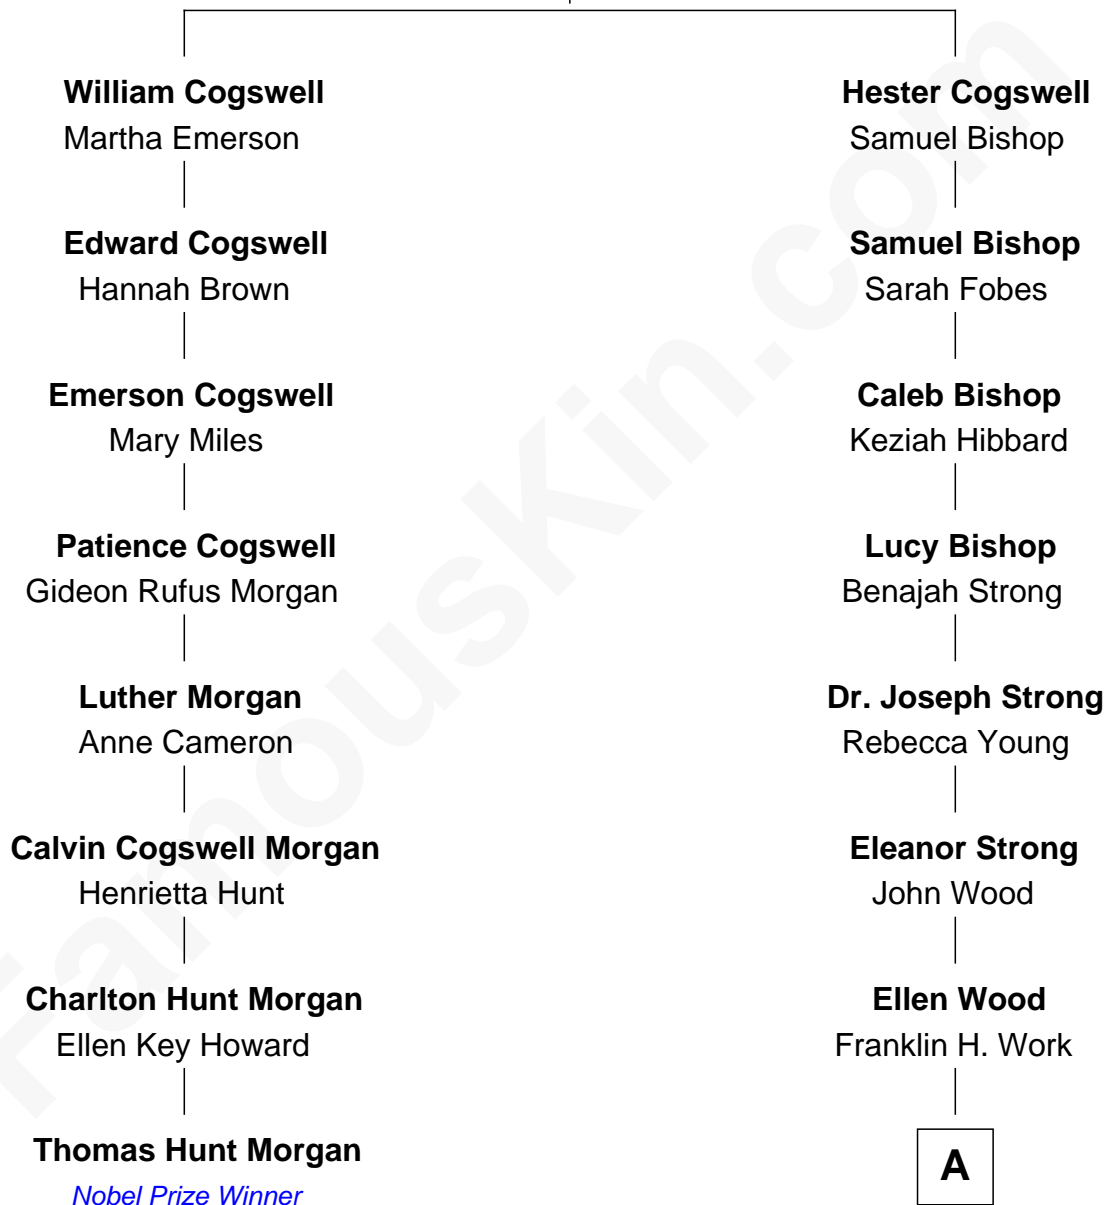 William Cogswell
Martha Emerson
Hester Cogswell
Samuel Bishop
Edward Cogswell
Hannah Brown
Samuel Bishop
Sarah Fobes
Emerson Cogswell
Mary Miles
Caleb Bishop
Keziah Hibbard
Patience Cogswell
Gideon Rufus Morgan
Lucy Bishop
Benajah Strong
Luther Morgan
Anne Cameron
Dr. Joseph Strong
Rebecca Young
Calvin Cogswell Morgan
Henrietta Hunt
Eleanor Strong
John Wood
Charlton Hunt Morgan
Ellen Key Howard
Ellen Wood
Franklin H. Work
Thomas Hunt Morgan
Nobel Prize Winner
A
FamousKin.com